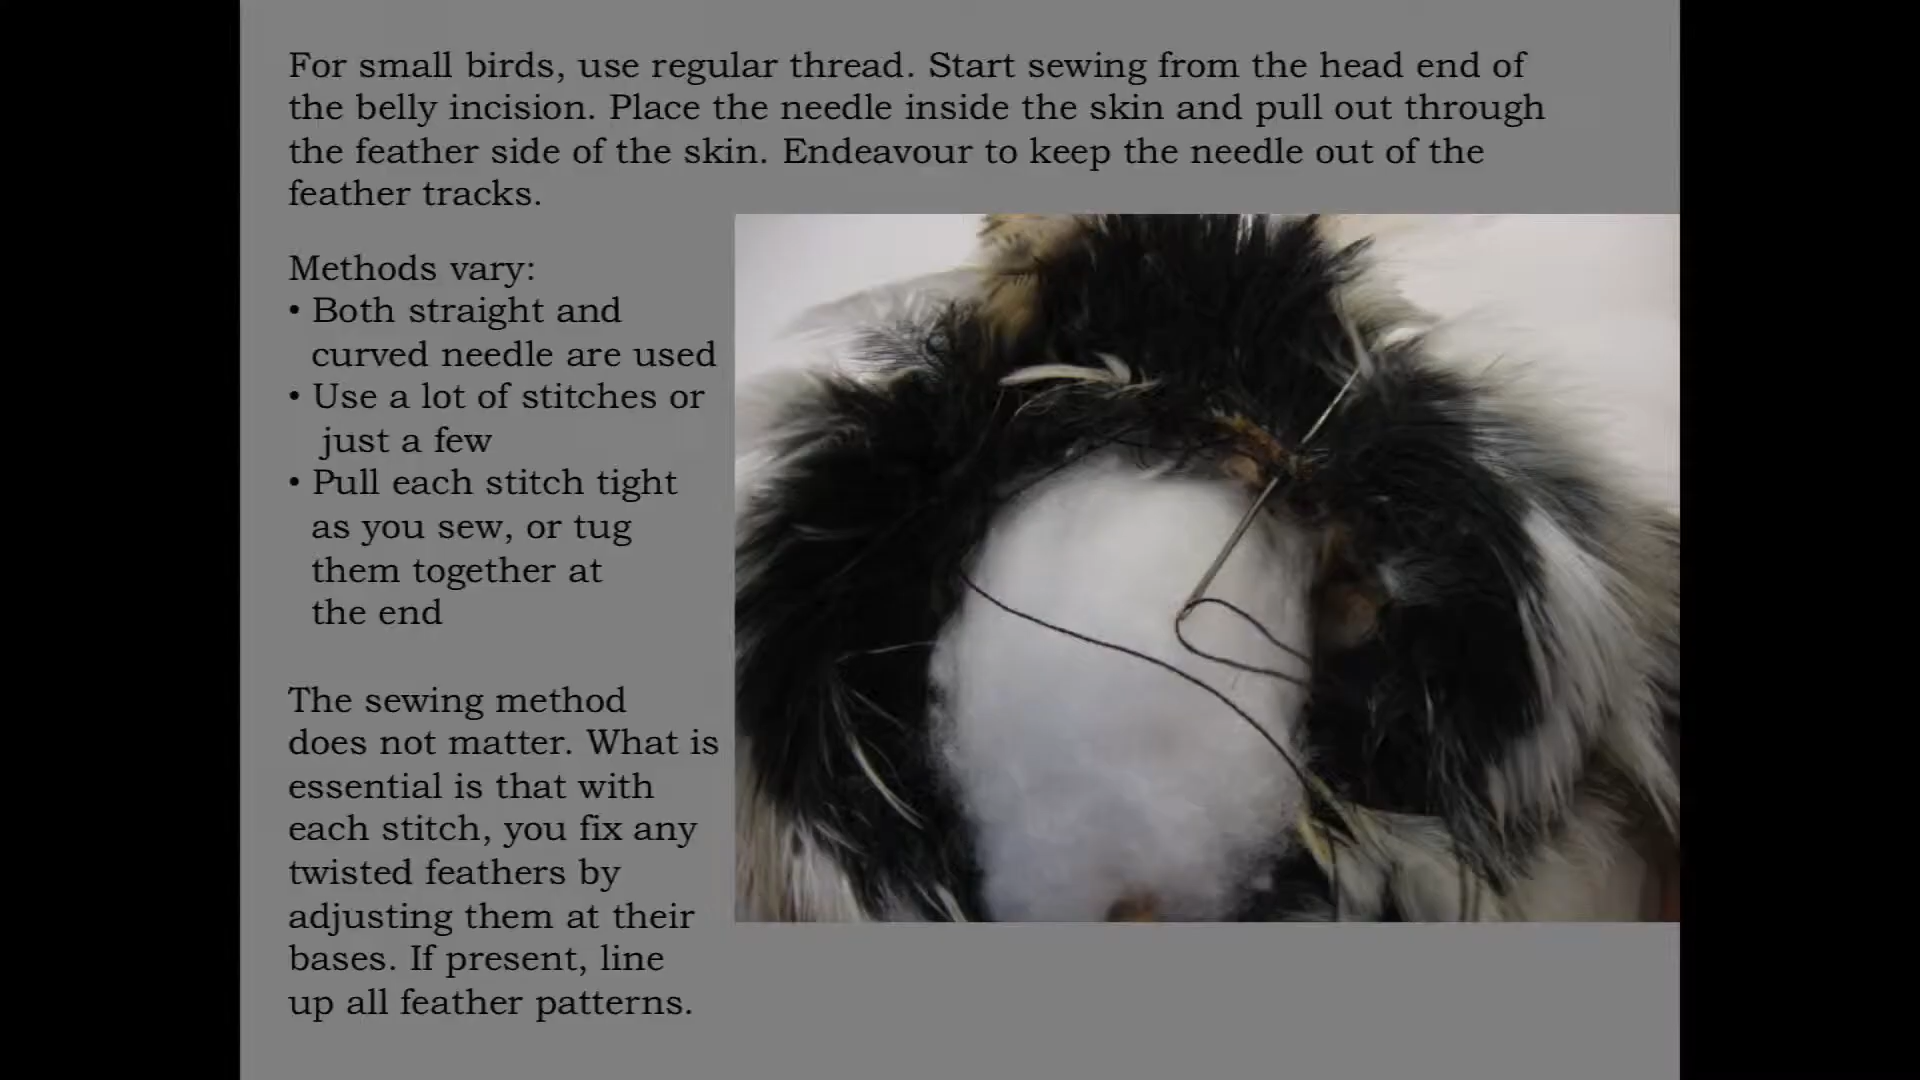 For small birds, use regular thread. Start sewing from the head end of
the belly incision. Place the needle inside the skin and pull out through
the feather side of the skin. Endeavour to keep the needle out of the
feather tracks.
Methods vary:
• Both straight and
curved needle are used
• Use a lot of stitches or
just a few
• Pull each stitch tight
as you sew, or tug
them together at
the end
The sewing method
does not matter. What is
essential is that with
each stitch, you fix any
twisted feathers by
adjusting them at their
bases. If present, line
up all feather patterns.